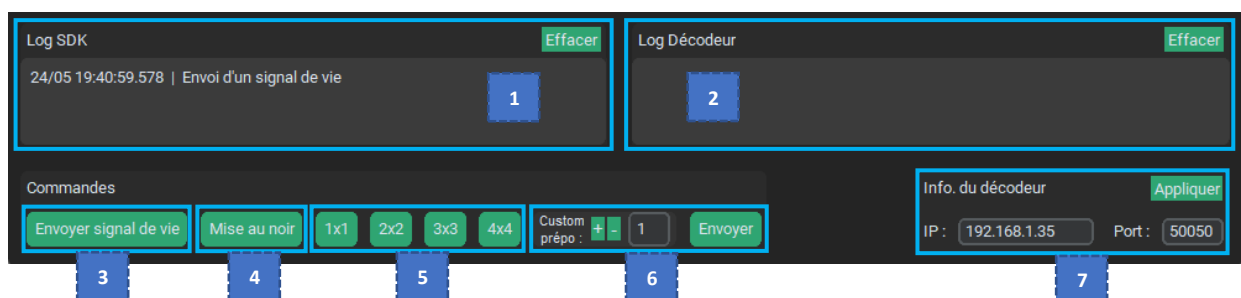 Log SDK
Effacer
24/05 19:40:59.578 | Envoi d'un signal de vie
1
Log Décodeur
Effacer
2
Commandes
Envoyer signal de vie
Mise au noir
1x1
2x2
3x3
4x4
Custom
prépo :
+
-
1
Envoyer
Info. du décodeur
Appliquer
IP : 192.168.1.35
Port : 50050
3
4
5
6
7